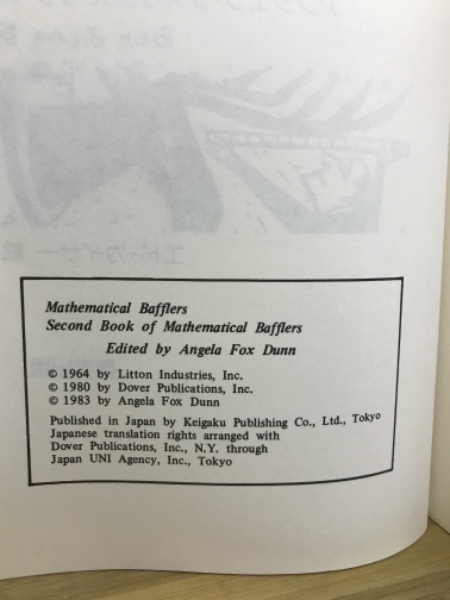 Mathematical Bafflers
Second Book of Mathematical Bafflers
Edited by Angela Fox Dunn
© 1964 by Litton Industries, Inc.
© 1980 by Dover Publications, Inc.
© 1983 by Angela Fox Dunn
Published in Japan by Keigaku Publishing Co., Ltd., Tokyo
Japanese translation rights arranged with
Dover Publications, Inc., N.Y. through
Japan UNI Agency, Inc., Tokyo